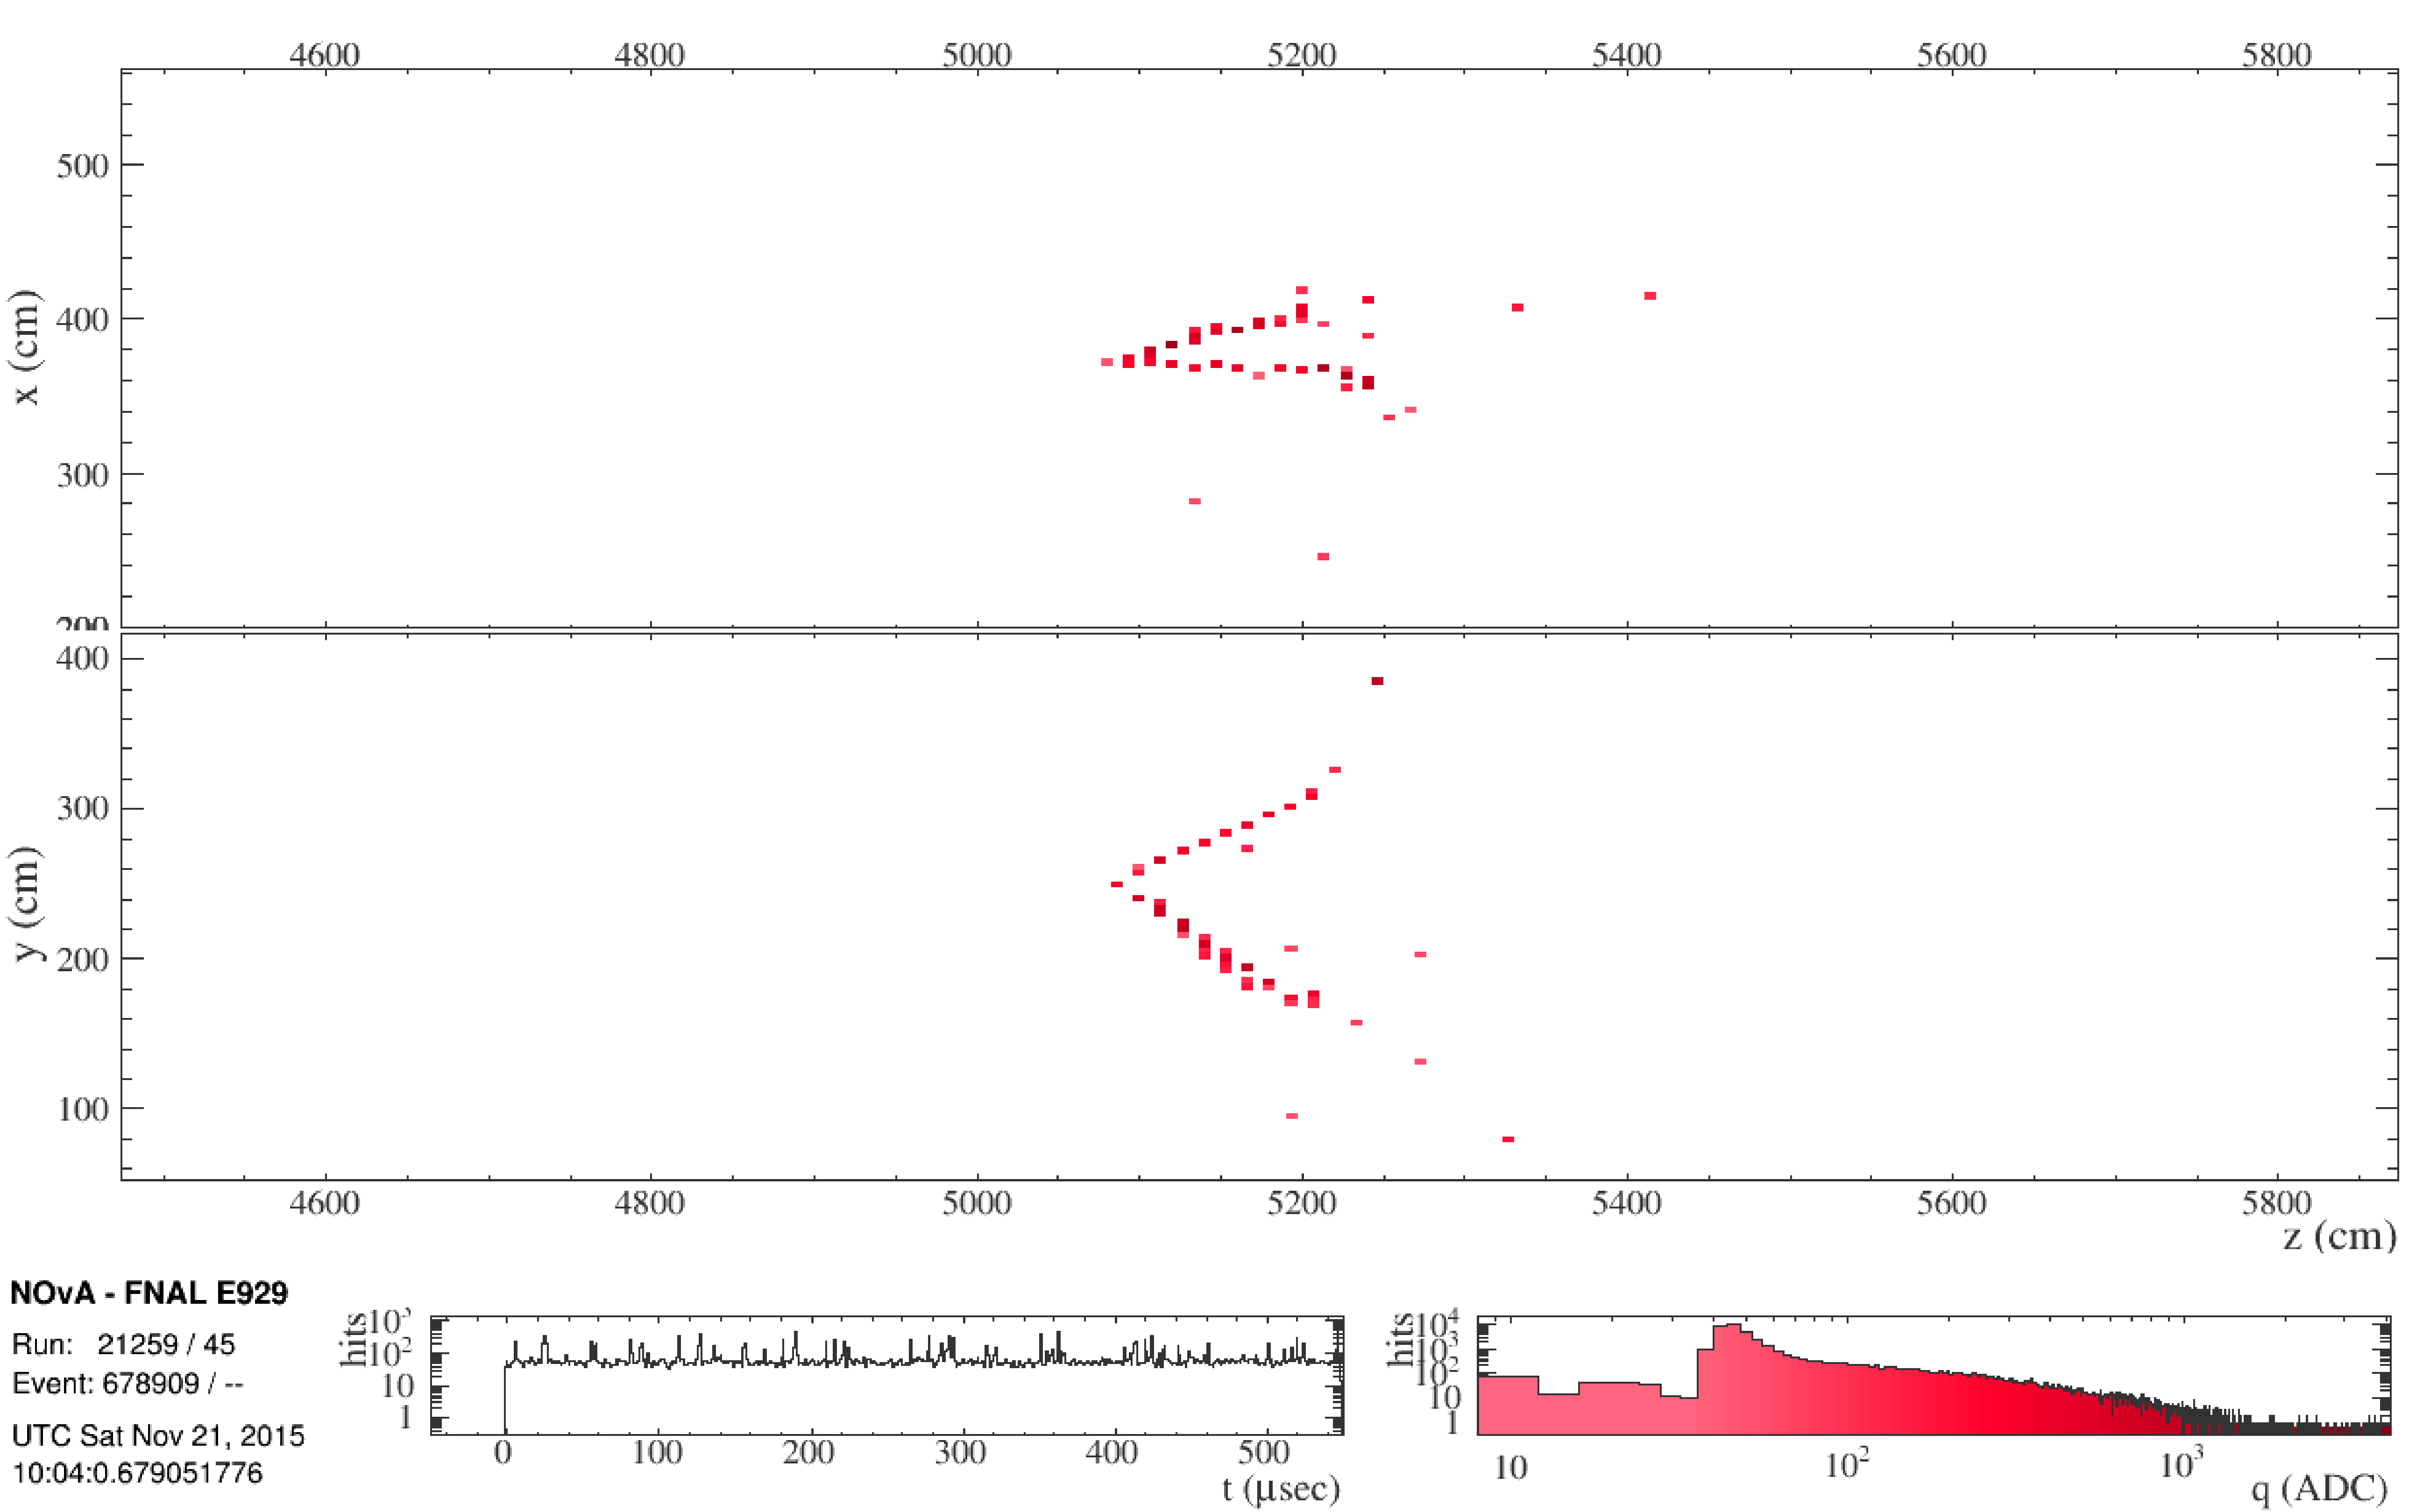 4600 4800 5000 5200 5400 5600 5800
500
400
x (cm)
300
200
400
300
y (cm)
200
100
4600 4800 5000 5200 5400 5600 5800
z (cm)
NOvA - FNAL E929
Run: 21259 / 45
Event: 678909 / --
UTC Sat Nov 21, 2015
10:04:0.679051776
hits
10³
10²
10
1
0 100 200 300 400 500
t (μsec)
hits
10⁴
10³
10²
10
1
10 10² 10³
q (ADC)